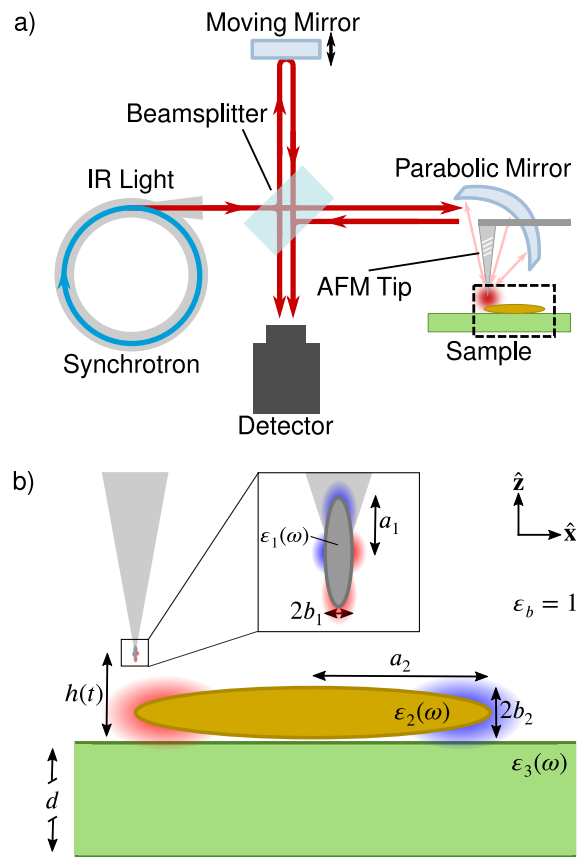 a)
Moving Mirror
Beamsplitter
IR Light
Parabolic Mirror
AFM Tip
Synchrotron
Sample
Detector
b)
ẑ
x̂
ε₁(ω)
a₁
2b₁
εb = 1
a₂
h(t)
ε₂(ω)
2b₂
ε₃(ω)
d